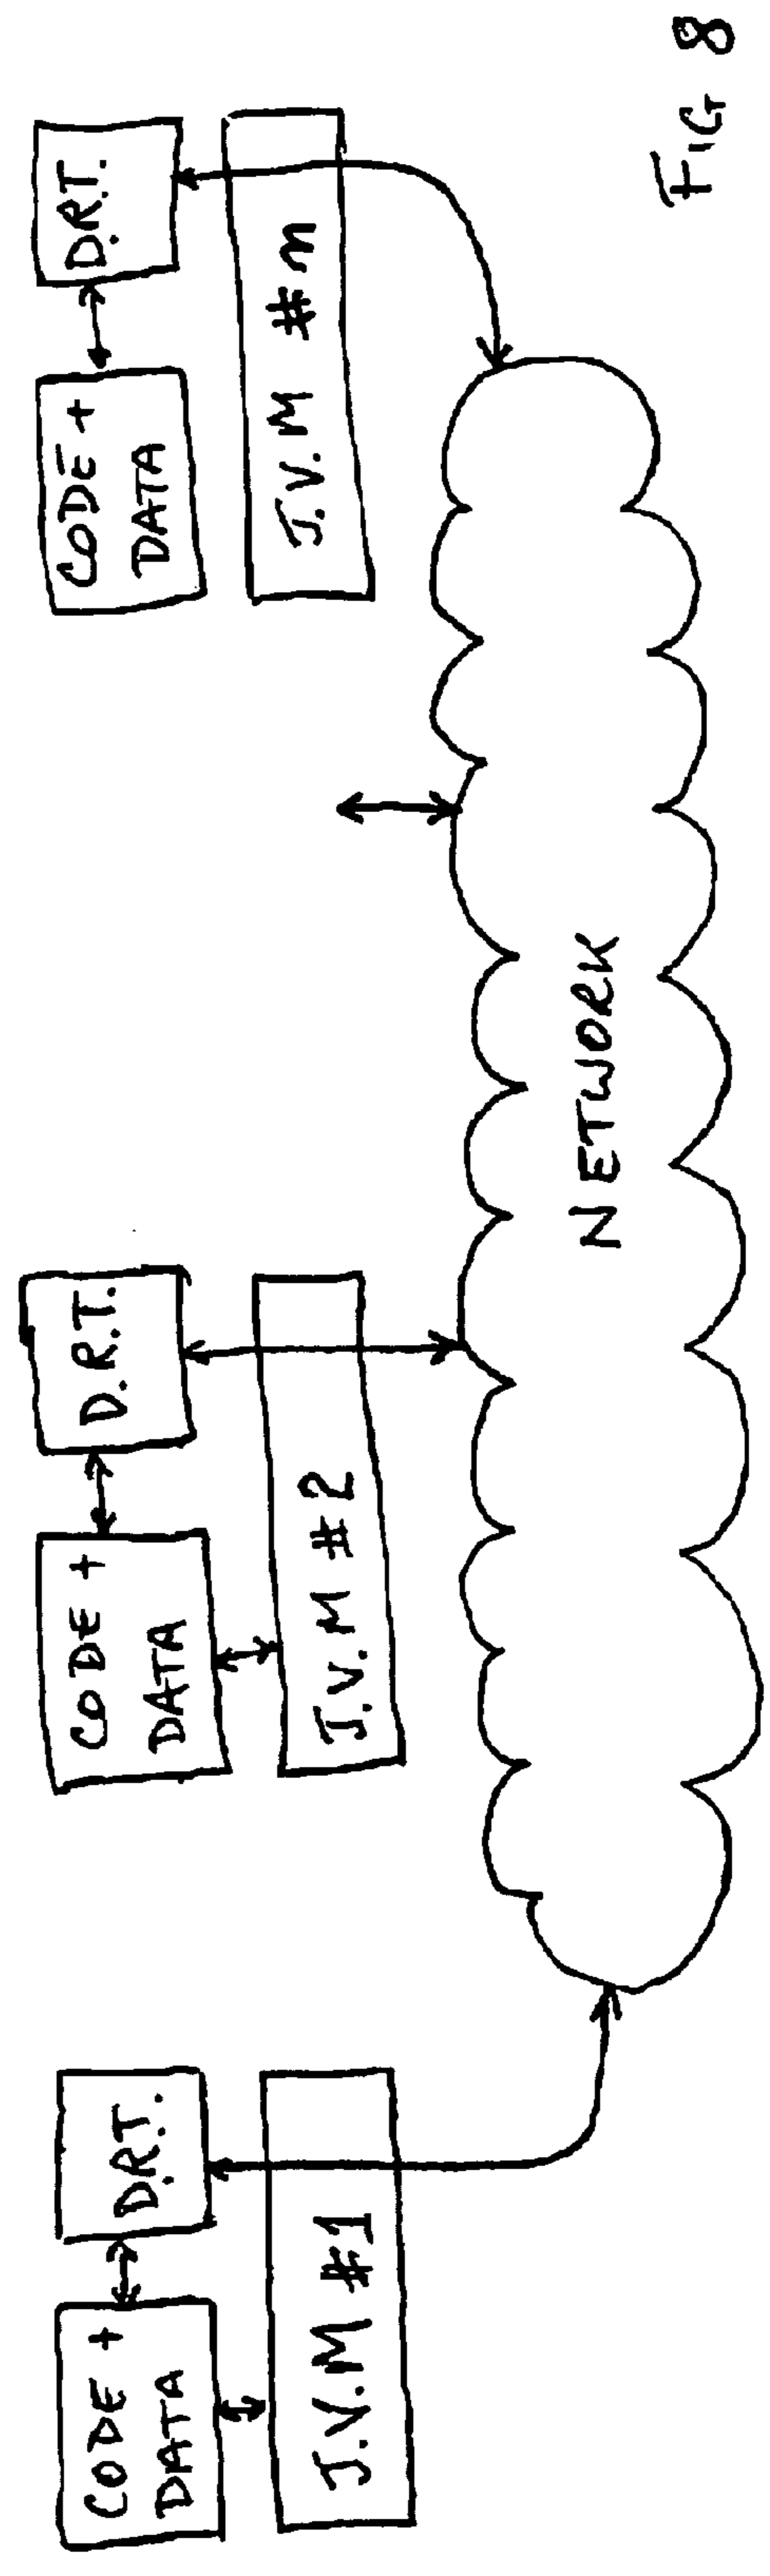 CODE +
DATA
D.R.T.
J.V.M #1
CODE +
DATA
D.R.T.
J.V.M #2
CODE +
DATA
D.R.T.
J.V.M #n
NETWORK
FIG 8